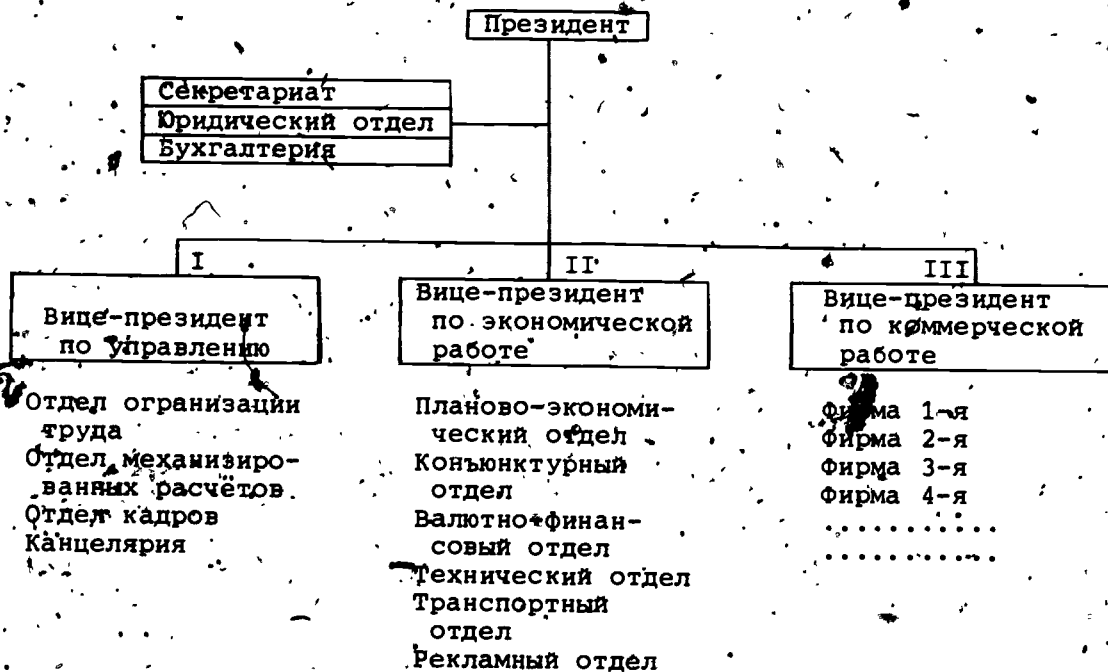 Президент
Секретариат
Юридический отдел
Бухгалтерия
I
Вице-президент
по управлению
Отдел огранизации
труда
Отдел механизиро-
ванных расчётов
Отдел кадров
Канцелярия
II
Вице-президент
по экономической
работе
Планово-экономи-
ческий отдел
Конъюнктурный
отдел
Валютно-финан-
совый отдел
Технический отдел
Транспортный
отдел
Рекламный отдел
III
Вице-президент
по коммерческой
работе
Фирма 1-я
Фирма 2-я
Фирма 3-я
Фирма 4-я
...........
...........